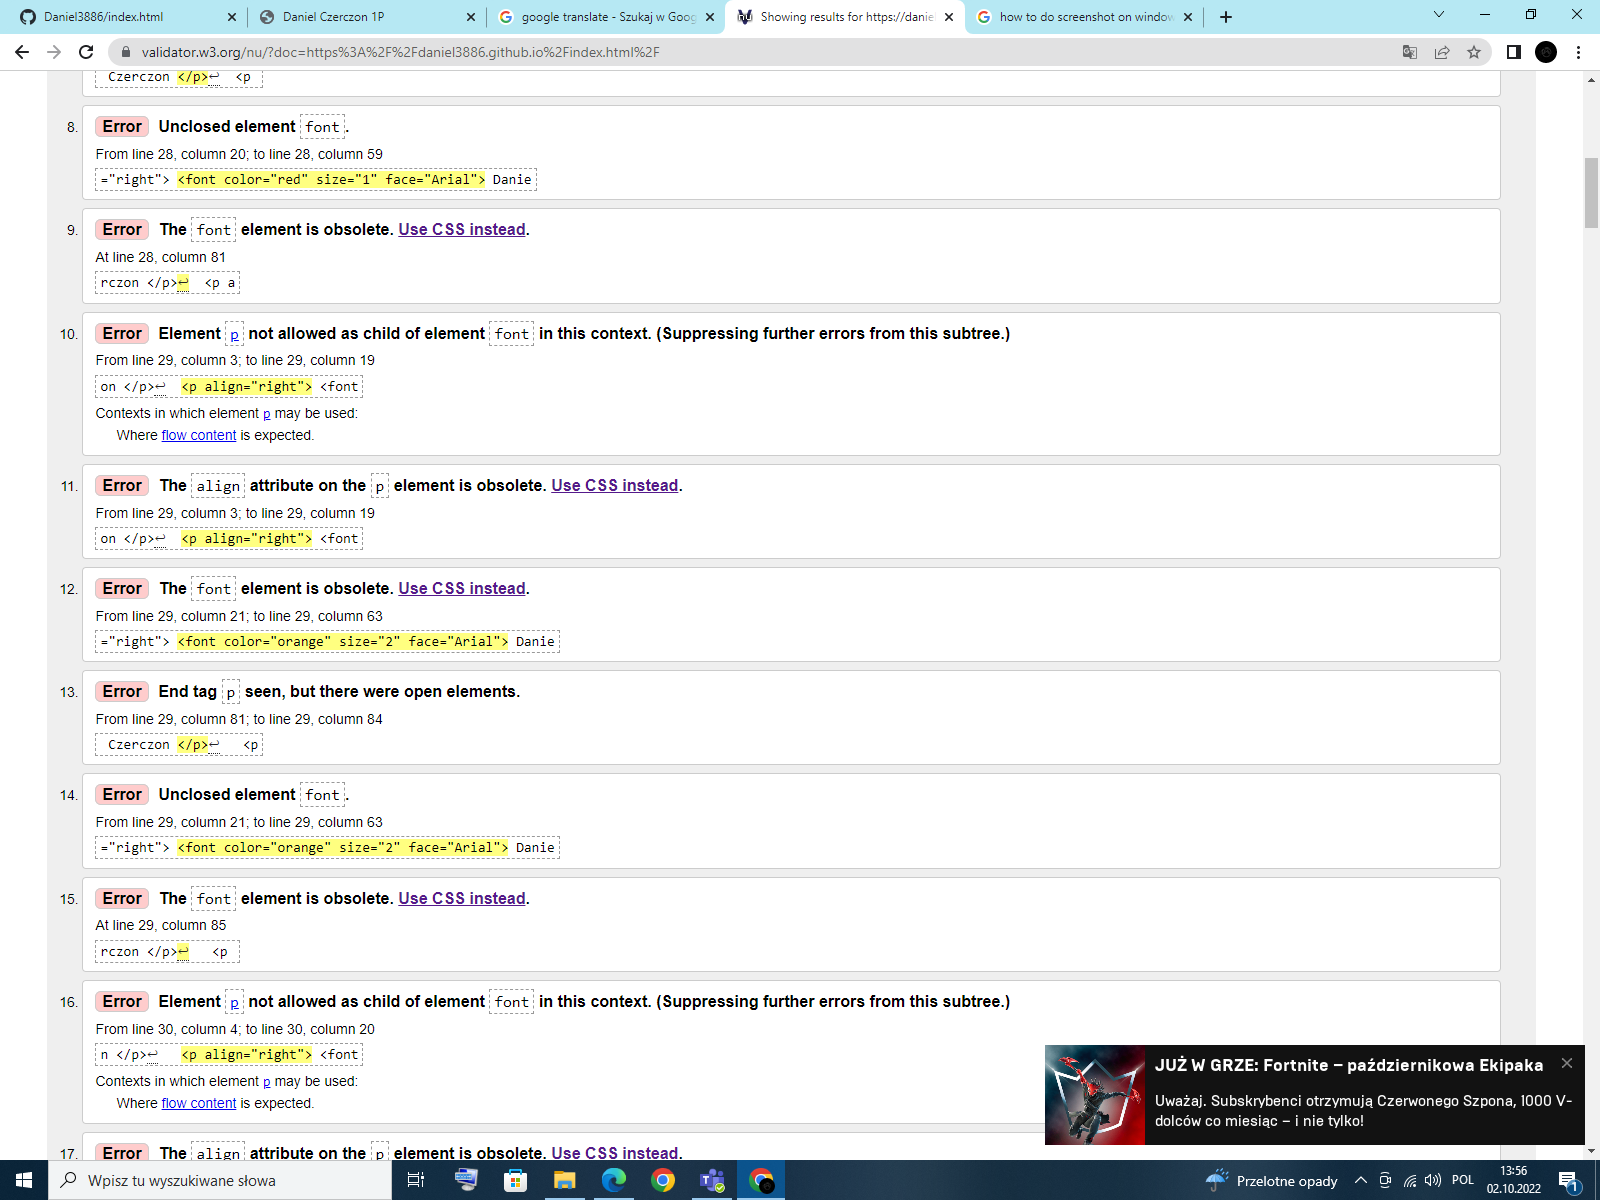 Daniel3886/index.html
Daniel Czerczon 1P
google translate - Szukaj w Goog
Showing results for https://daniel
how to do screenshot on window
validator.w3.org/nu/?doc=https%3A%2F%2Fdaniel3886.github.io%2Findex.html%2F
Czerczon </p>↩ <p
8. Error Unclosed element font.
From line 28, column 20; to line 28, column 59
="right"> <font color="red" size="1" face="Arial"> Danie
9. Error The font element is obsolete. Use CSS instead.
At line 28, column 81
rczon </p>↩ <p a
10. Error Element p not allowed as child of element font in this context. (Suppressing further errors from this subtree.)
From line 29, column 3; to line 29, column 19
on </p>↩ <p align="right"> <font
Contexts in which element p may be used:
Where flow content is expected.
11. Error The align attribute on the p element is obsolete. Use CSS instead.
From line 29, column 3; to line 29, column 19
on </p>↩ <p align="right"> <font
12. Error The font element is obsolete. Use CSS instead.
From line 29, column 21; to line 29, column 63
="right"> <font color="orange" size="2" face="Arial"> Danie
13. Error End tag p seen, but there were open elements.
From line 29, column 81; to line 29, column 84
Czerczon </p>↩ <p
14. Error Unclosed element font.
From line 29, column 21; to line 29, column 63
="right"> <font color="orange" size="2" face="Arial"> Danie
15. Error The font element is obsolete. Use CSS instead.
At line 29, column 85
rczon </p>↩ <p
16. Error Element p not allowed as child of element font in this context. (Suppressing further errors from this subtree.)
From line 30, column 4; to line 30, column 20
n </p>↩ <p align="right"> <font
Contexts in which element p may be used:
Where flow content is expected.
17. Error The align attribute on the p element is obsolete. Use CSS instead.
JUŻ W GRZE: Fortnite – październikowa Ekipaka
Uważaj. Subskrybenci otrzymują Czerwonego Szpona, 1000 V-
dolców co miesiąc – i nie tylko!
Wpisz tu wyszukiwane słowa
Przelotne opady
POL
13:56
02.10.2022
1